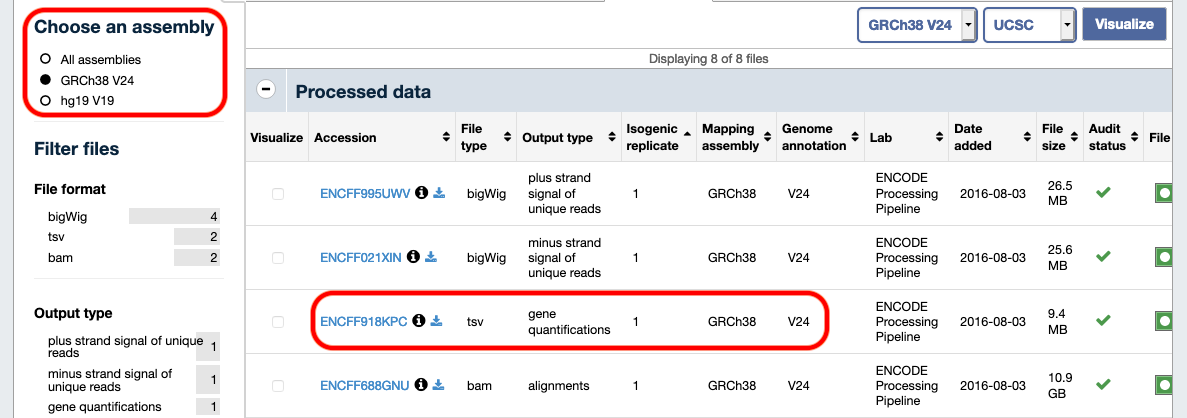 Choose an assembly
All assemblies
GRCh38 V24
hg19 V19
Filter files
File format
bigWig 4
tsv 2
bam 2
Output type
plus strand signal of unique
reads 1
minus strand signal of
unique reads 1
gene quantifications 1
GRCh38 V24 UCSC Visualize
Displaying 8 of 8 files
Processed data
Visualize Accession File type Output type Isogenic replicate Mapping assembly Genome annotation Lab Date added File size Audit status File
ENCFF995UWV bigWig plus strand signal of unique reads 1 GRCh38 V24 ENCODE Processing Pipeline 2016-08-03 26.5 MB
ENCFF021XIN bigWig minus strand signal of unique reads 1 GRCh38 V24 ENCODE Processing Pipeline 2016-08-03 25.6 MB
ENCFF918KPC tsv gene quantifications 1 GRCh38 V24 ENCODE Processing Pipeline 2016-08-03 9.4 MB
ENCFF688GNU bam alignments 1 GRCh38 V24 ENCODE Processing Pipeline 2016-08-03 10.9 GB